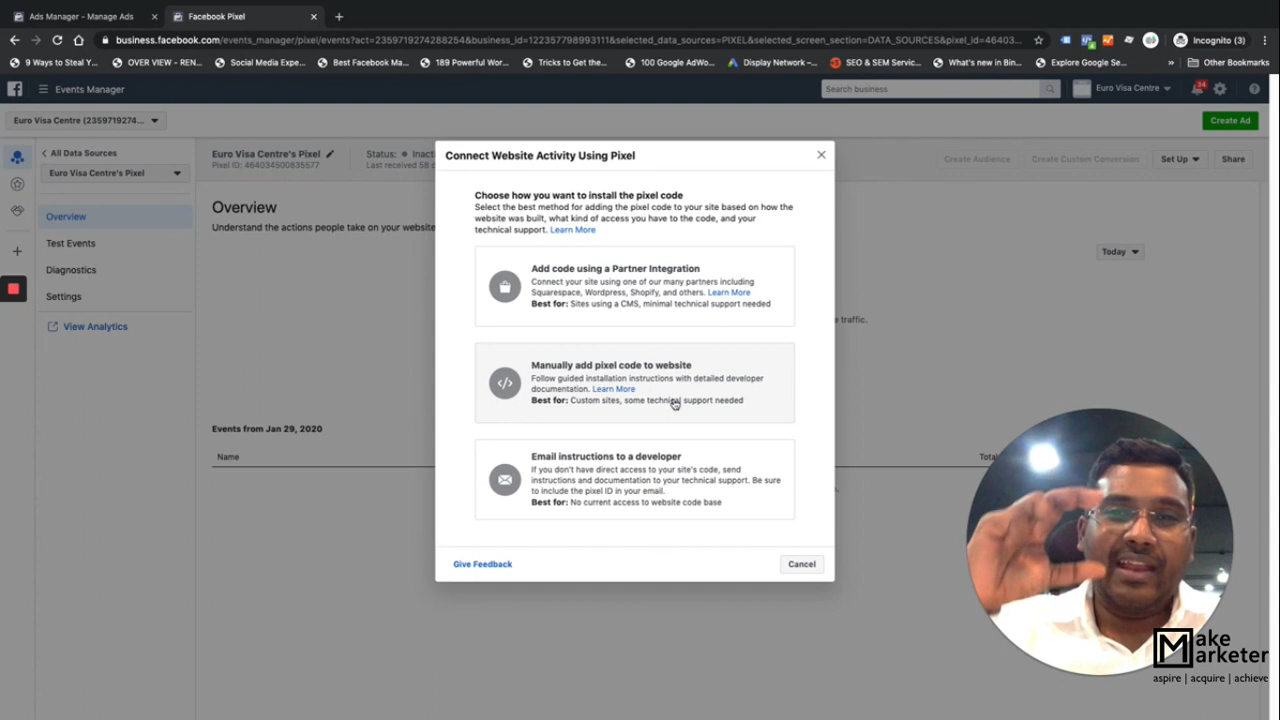 Ads Manager - Manage Ads
Facebook Pixel
business.facebook.com/events_manager/pixel/events?act=2359719274288254&business_id=122357798993111&selected_data_sources=PIXEL&selected_screen_section=DATA_SOURCES&pixel_id=46403...
Incognito (3)
9 Ways to Steal Y...
OVER VIEW - REN...
Social Media Expe...
Best Facebook Ma...
189 Powerful Wor...
Tricks to Get the...
100 Google AdWo...
Display Network –...
SEO & SEM Servic...
What's new in Bin...
Explore Google Se...
»
Other Bookmarks
Events Manager
Search business
Euro Visa Centre
34
Euro Visa Centre (2359719274...
Create Ad
All Data Sources
Euro Visa Centre's Pixel
Overview
Test Events
Diagnostics
Settings
View Analytics
Euro Visa Centre's Pixel
Pixel ID: 464034500835577
Status:
Inacti
Last received 58 d
Create Audience
Create Custom Conversion
Set Up
Share
Overview
Understand the actions people take on your website
Today
e traffic.
Events from Jan 29, 2020
Name
Total
Connect Website Activity Using Pixel
Choose how you want to install the pixel code
Select the best method for adding the pixel code to your site based on how the
website was built, what kind of access you have to the code, and your
technical support. Learn More
Add code using a Partner Integration
Connect your site using one of our many partners including
Squarespace, Wordpress, Shopify, and others. Learn More
Best for: Sites using a CMS, minimal technical support needed
Manually add pixel code to website
Follow guided installation instructions with detailed developer
documentation. Learn More
Best for: Custom sites, some technical support needed
Email instructions to a developer
If you don't have direct access to your site's code, send
instructions and documentation to your technical support. Be sure
to include the pixel ID in your email.
Best for: No current access to website code base
Give Feedback
Cancel
Make
Marketer
aspire | acquire | achieve